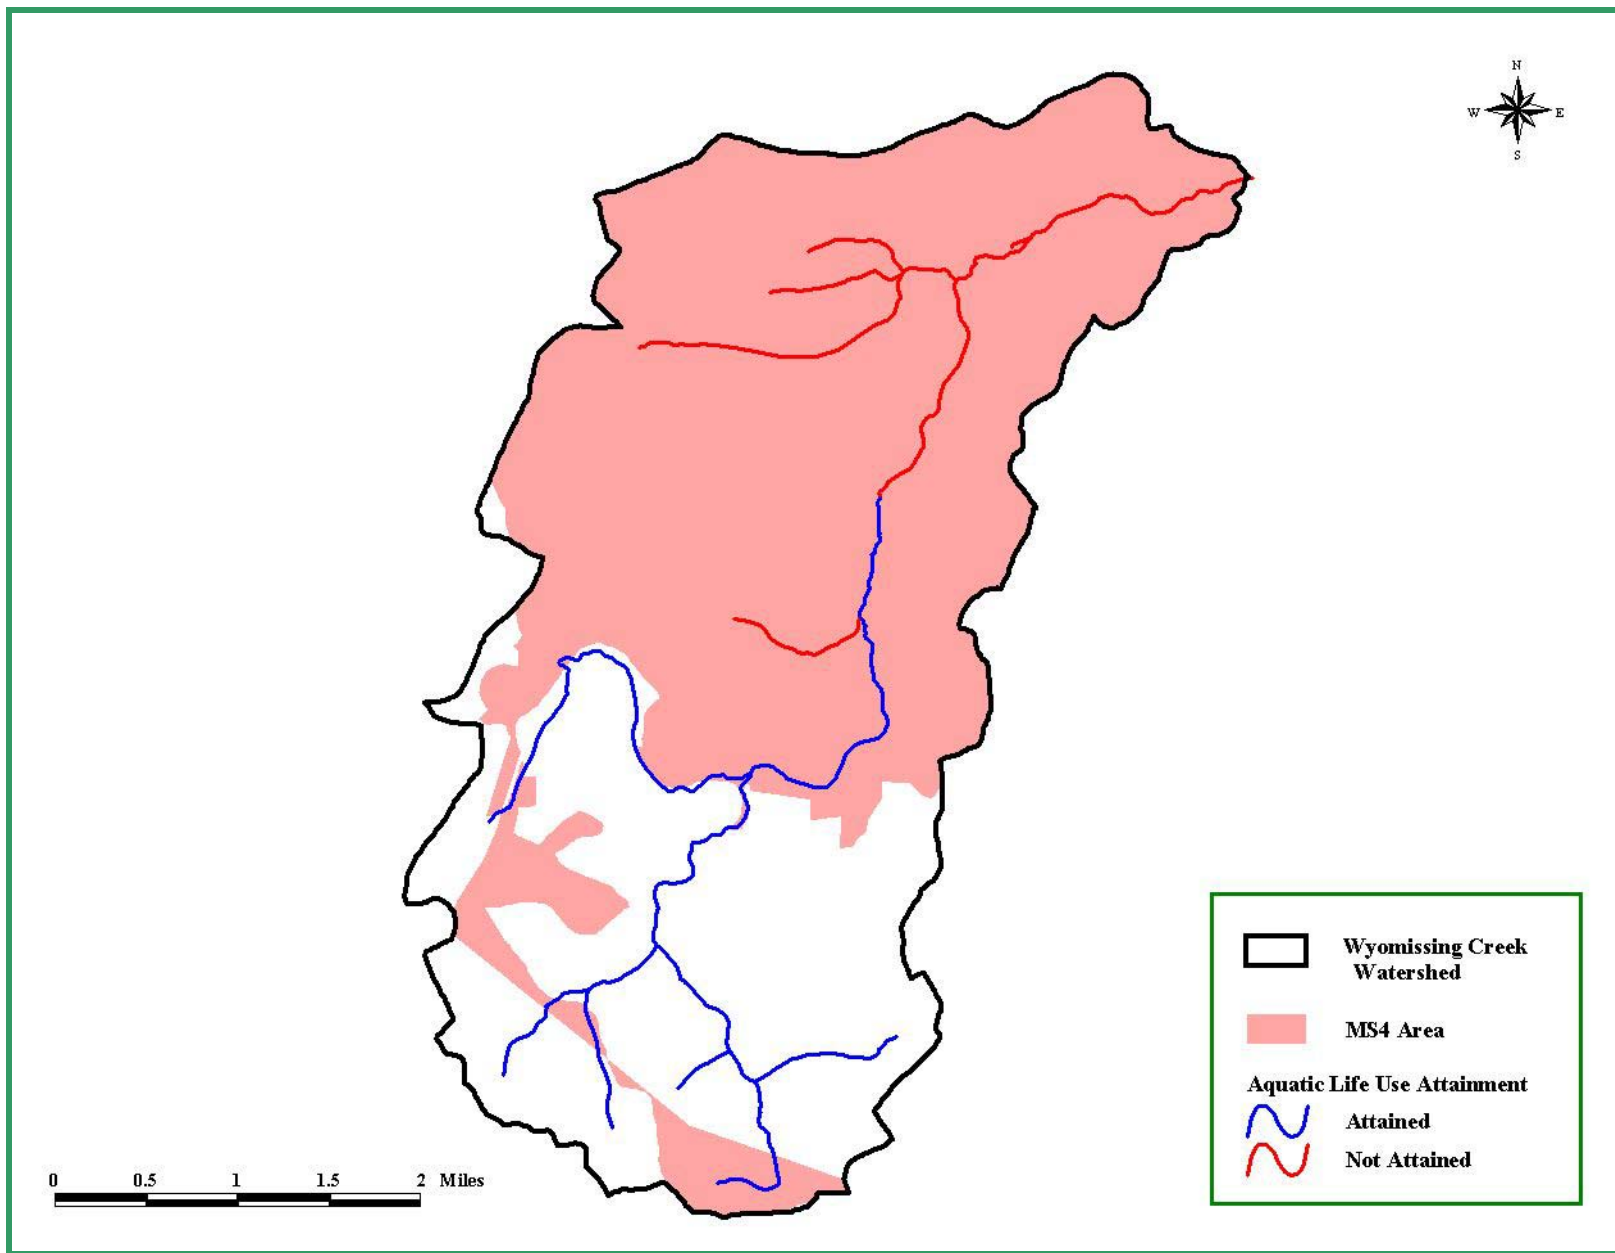 N
W E
S
Wyomissing Creek
Watershed
MS4 Area
Aquatic Life Use Attainment
Attained
Not Attained
0 0.5 1 1.5 2 Miles